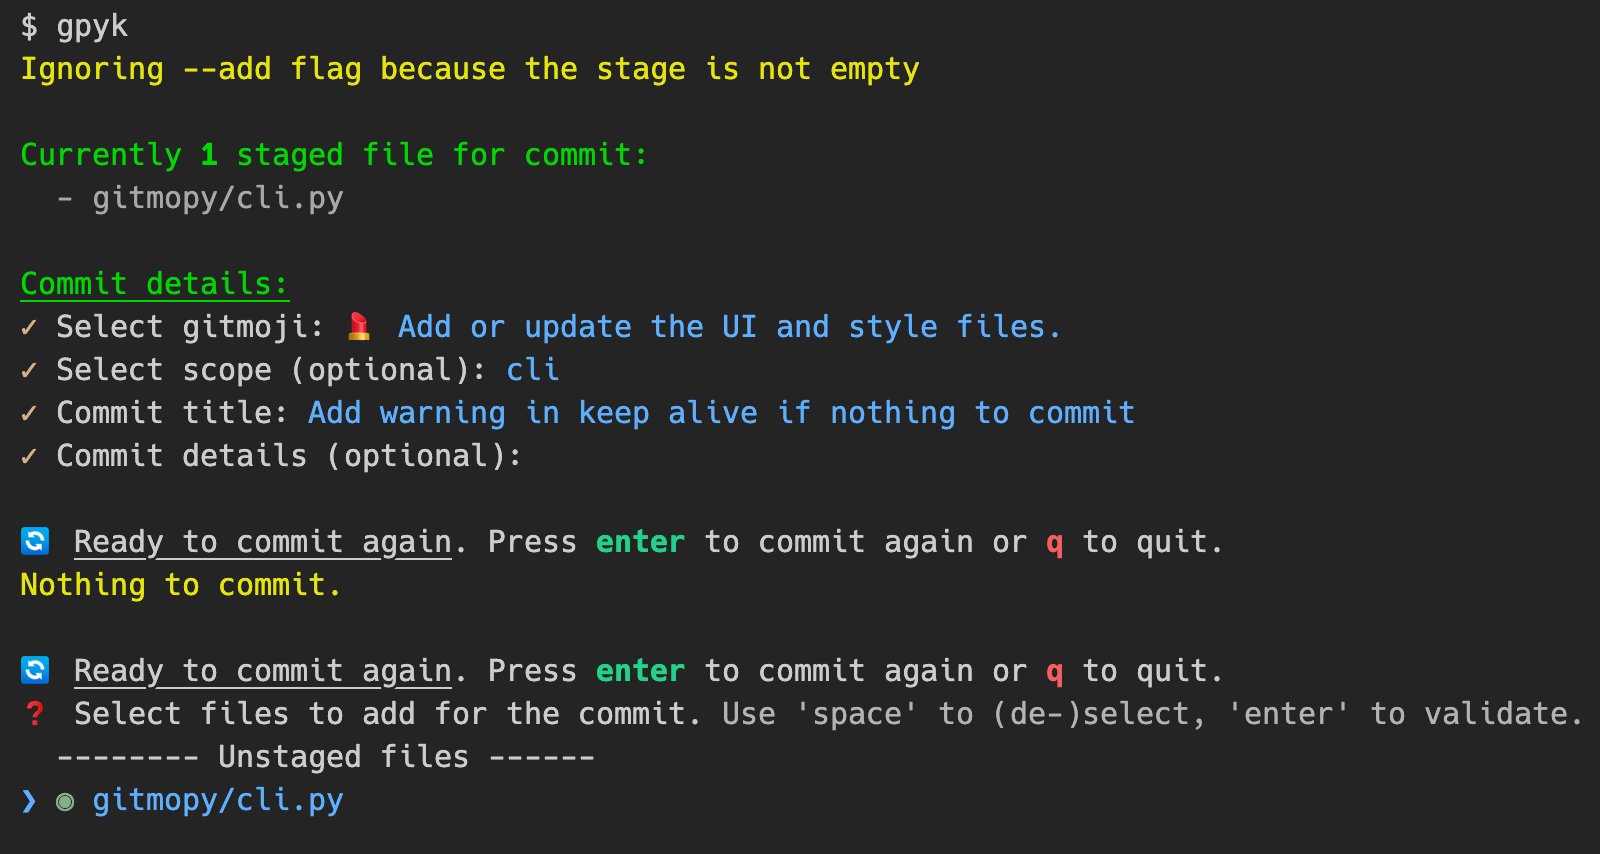 $ gpyk
Ignoring --add flag because the stage is not empty
Currently 1 staged file for commit:
- gitmopy/cli.py
Commit details:
✓ Select gitmoji: 💄 Add or update the UI and style files.
✓ Select scope (optional): cli
✓ Commit title: Add warning in keep alive if nothing to commit
✓ Commit details (optional):
🔄 Ready to commit again. Press enter to commit again or q to quit.
Nothing to commit.
🔄 Ready to commit again. Press enter to commit again or q to quit.
❓ Select files to add for the commit. Use 'space' to (de-)select, 'enter' to validate.
-------- Unstaged files ------
❯ ◉ gitmopy/cli.py